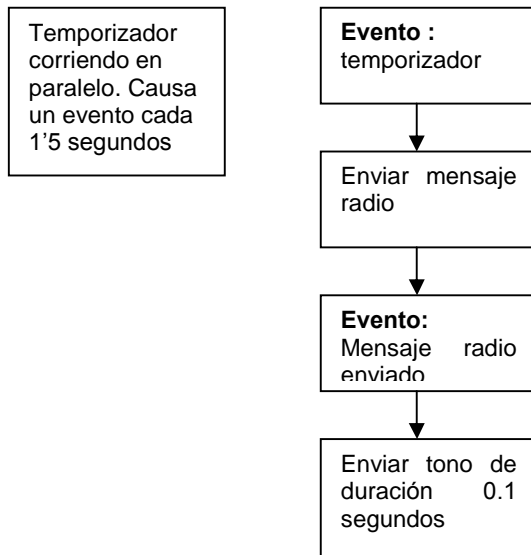 Temporizador
corriendo en
paralelo. Causa
un evento cada
1’5 segundos
Evento :
temporizador
Enviar mensaje
radio
Evento:
Mensaje radio
enviado
Enviar tono de
duración 0.1
segundos